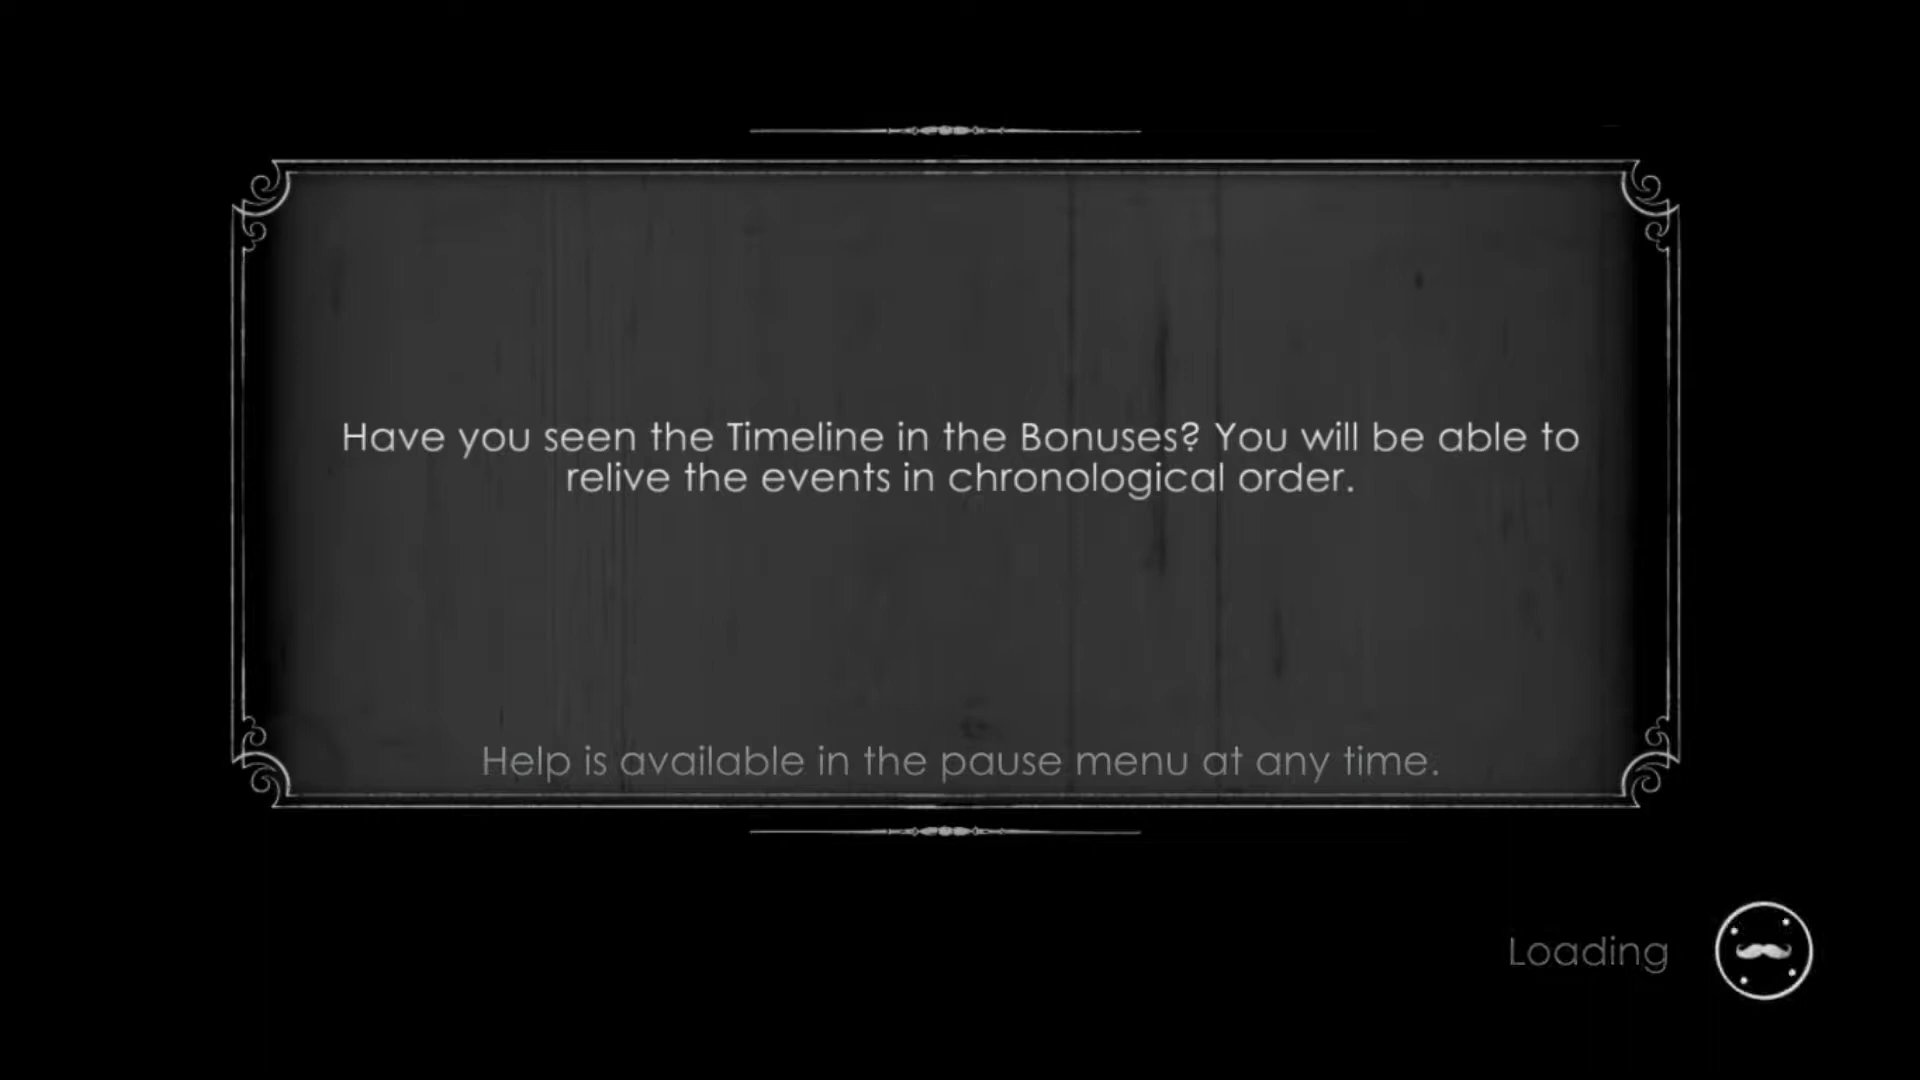 Have you seen the Timeline in the Bonuses? You will be able to
relive the events in chronological order.
Help is available in the pause menu at any time.
Loading